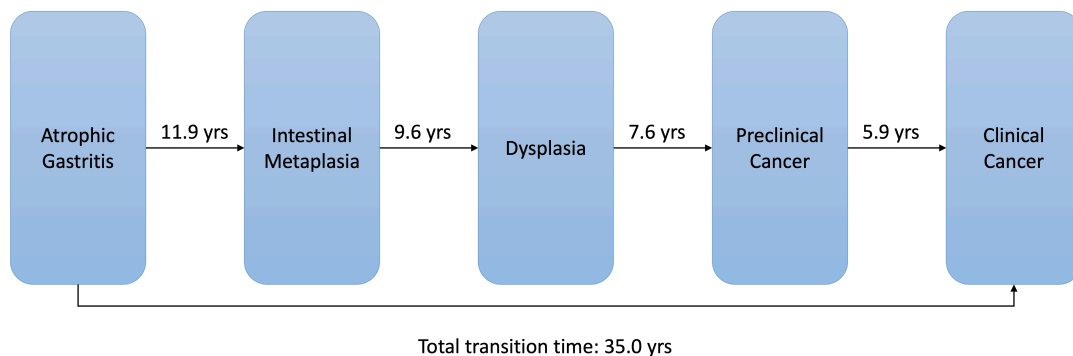 Atrophic
Gastritis
11.9 yrs
Intestinal
Metaplasia
9.6 yrs
Dysplasia
7.6 yrs
Preclinical
Cancer
5.9 yrs
Clinical
Cancer
Total transition time: 35.0 yrs